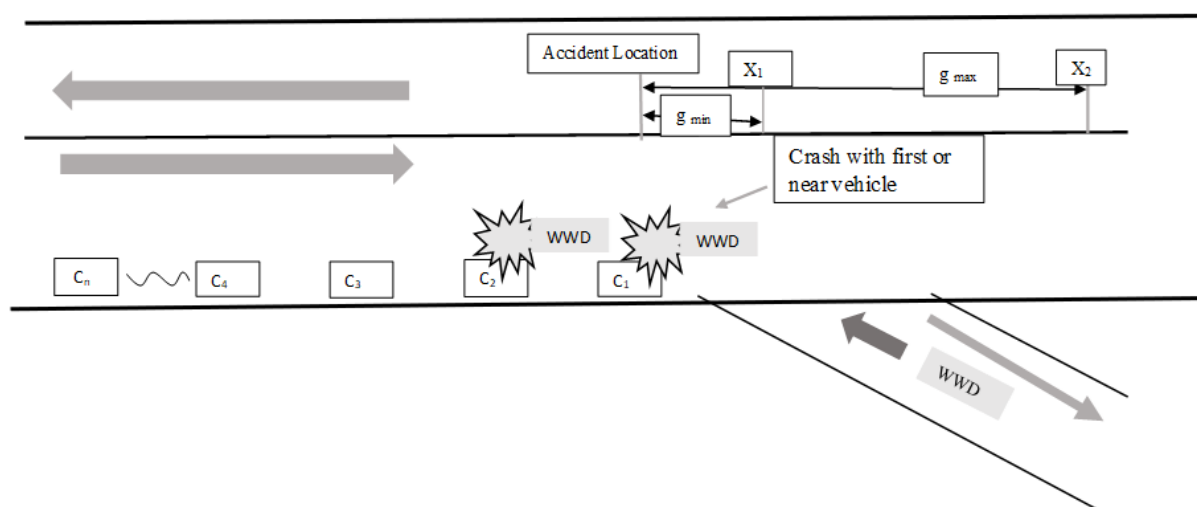 Accident Location
X₁
X₂
g max
g min
Crash with first or
near vehicle
WWD
WWD
Cₙ
C₄
C₃
C₂
C₁
WWD